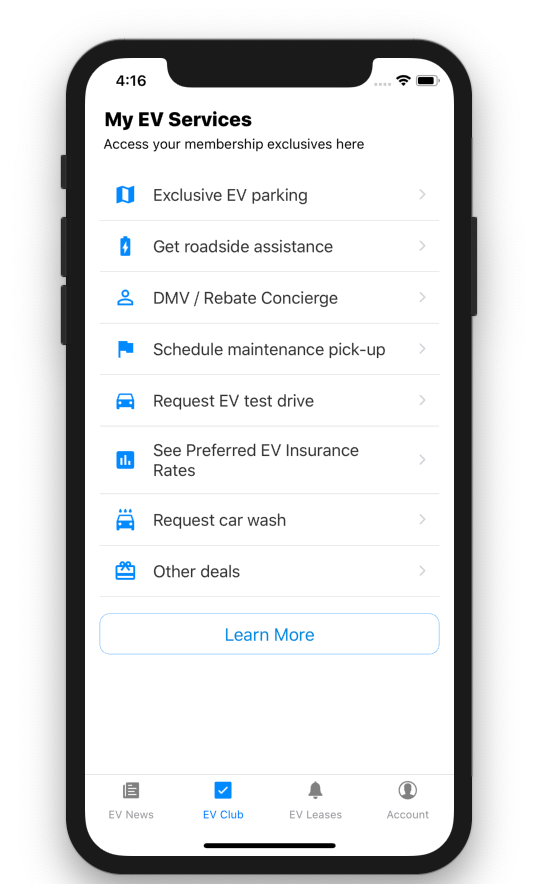 4:16
My EV Services
Access your membership exclusives here
Exclusive EV parking
Get roadside assistance
DMV / Rebate Concierge
Schedule maintenance pick-up
Request EV test drive
See Preferred EV Insurance
Rates
Request car wash
Other deals
Learn More
EV News
EV Club
EV Leases
Account